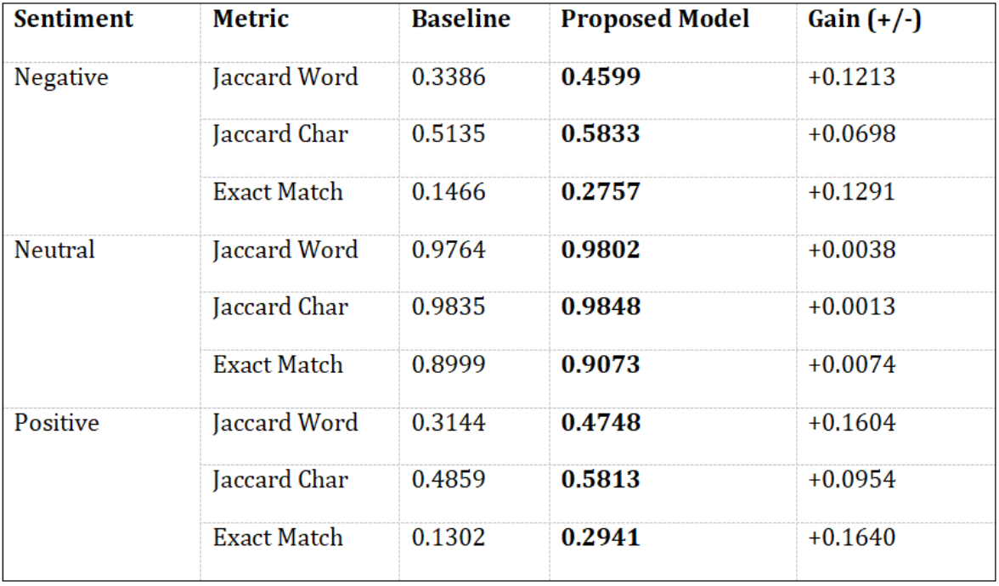 Sentiment Metric Baseline Proposed Model Gain (+/-)
Negative Jaccard Word 0.3386 0.4599 +0.1213
Jaccard Char 0.5135 0.5833 +0.0698
Exact Match 0.1466 0.2757 +0.1291
Neutral Jaccard Word 0.9764 0.9802 +0.0038
Jaccard Char 0.9835 0.9848 +0.0013
Exact Match 0.8999 0.9073 +0.0074
Positive Jaccard Word 0.3144 0.4748 +0.1604
Jaccard Char 0.4859 0.5813 +0.0954
Exact Match 0.1302 0.2941 +0.1640